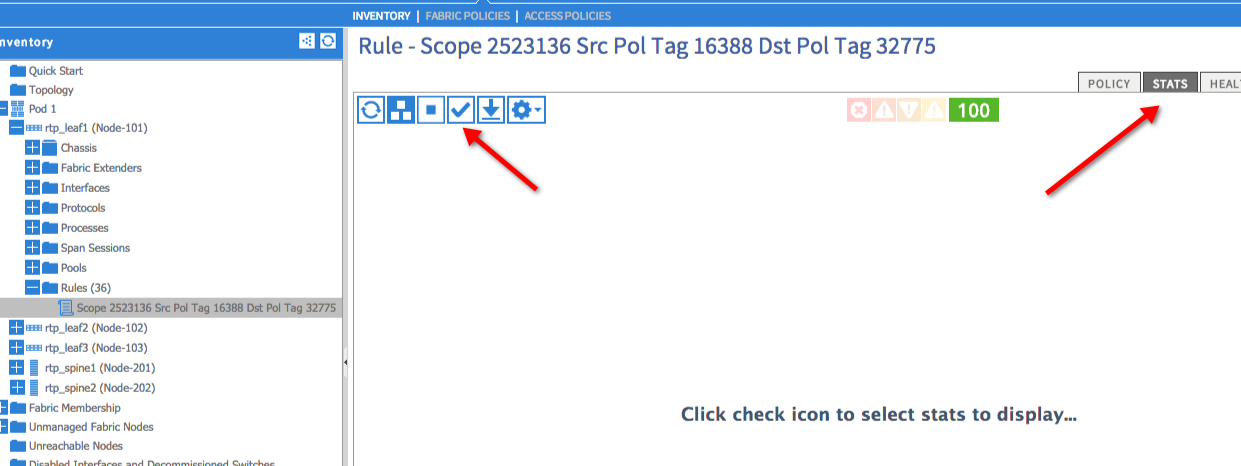 INVENTORY | FABRIC POLICIES | ACCESS POLICIES
nventory
Rule - Scope 2523136 Src Pol Tag 16388 Dst Pol Tag 32775
POLICY STATS HEAL
100
Quick Start
Topology
Pod 1
rtp_leaf1 (Node-101)
Chassis
Fabric Extenders
Interfaces
Protocols
Processes
Span Sessions
Pools
Rules (36)
Scope 2523136 Src Pol Tag 16388 Dst Pol Tag 32775
rtp_leaf2 (Node-102)
rtp_leaf3 (Node-103)
rtp_spine1 (Node-201)
rtp_spine2 (Node-202)
Fabric Membership
Unmanaged Fabric Nodes
Unreachable Nodes
Disabled Interfaces and Decommissioned Switches
Click check icon to select stats to display...